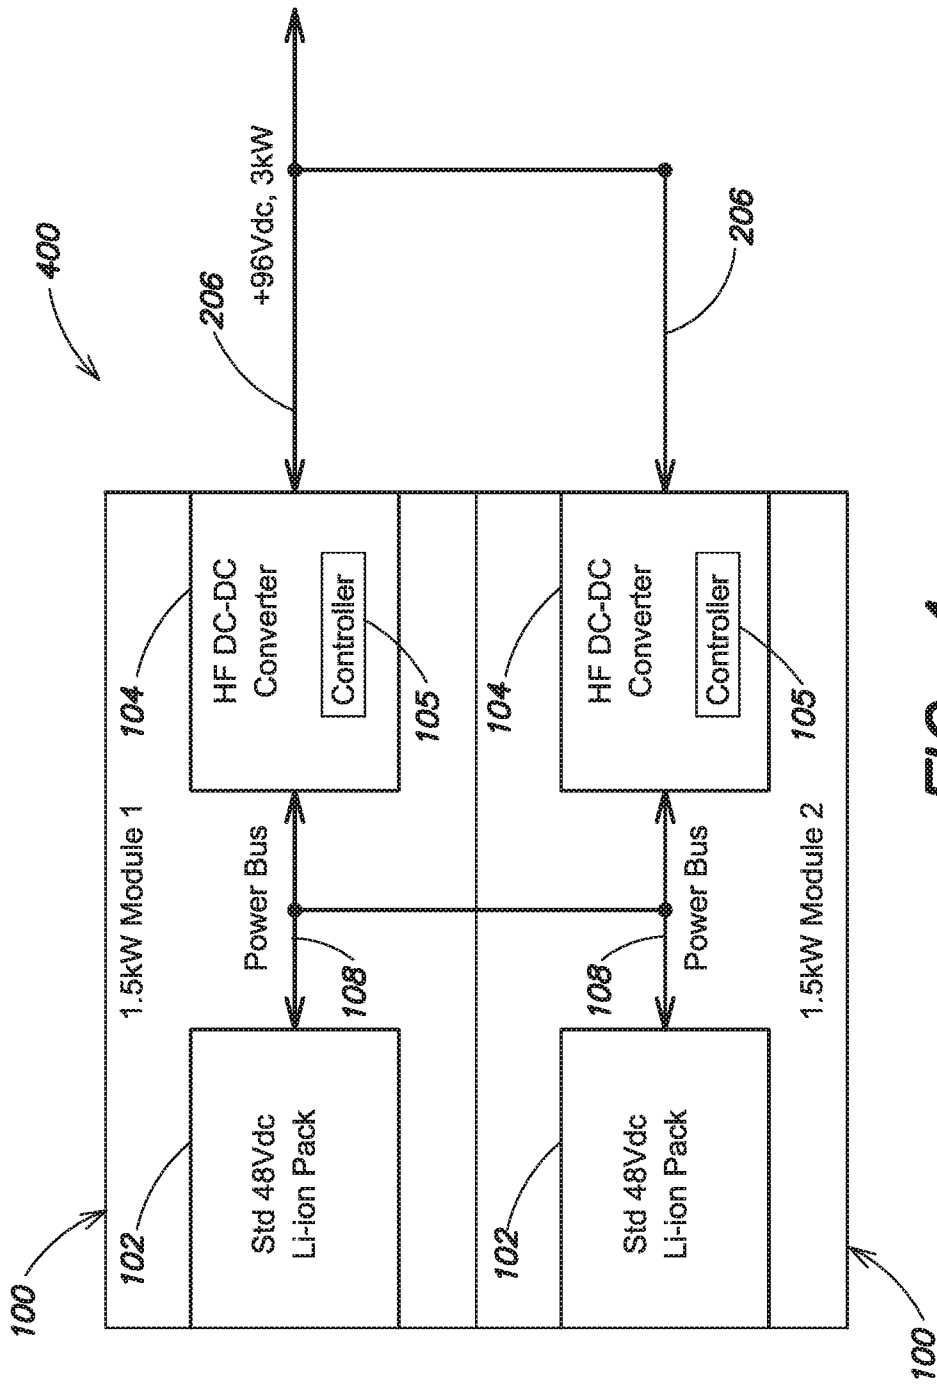 100
400
102
1.5kW Module 1
104
206
+96Vdc, 3kW
Std 48Vdc
Li-ion Pack
Power Bus
108
HF DC-DC
Converter
Controller
105
102
108
104
Std 48Vdc
Li-ion Pack
Power Bus
HF DC-DC
Converter
Controller
206
105
1.5kW Module 2
100